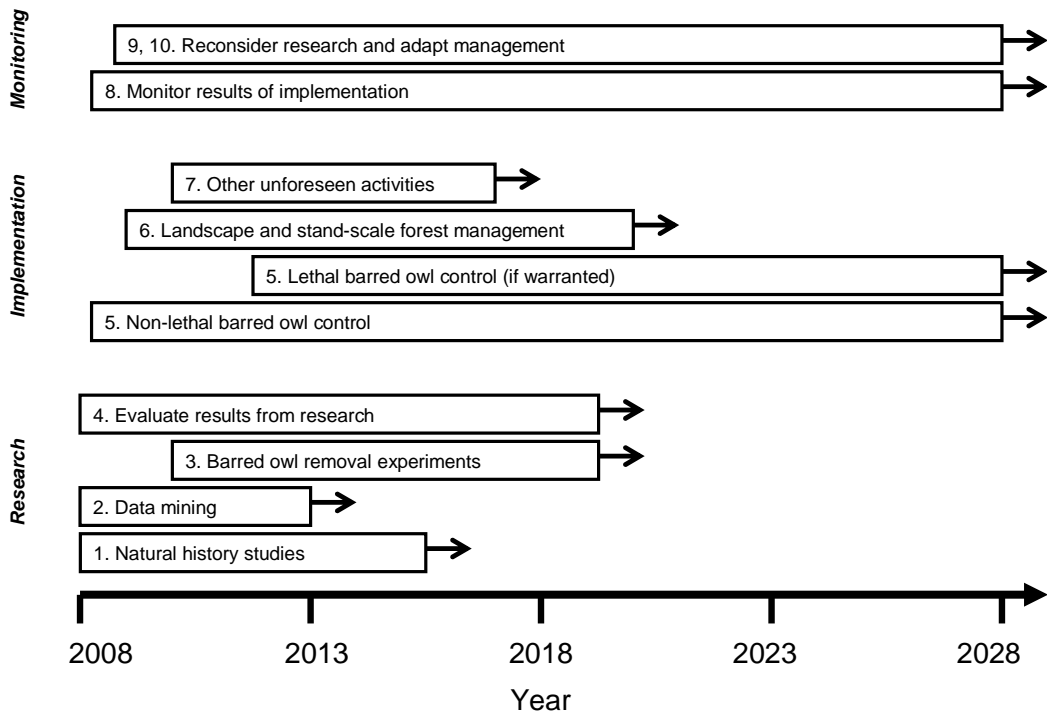 Monitoring
9, 10. Reconsider research and adapt management
8. Monitor results of implementation
Implementation
7. Other unforeseen activities
6. Landscape and stand-scale forest management
5. Lethal barred owl control (if warranted)
5. Non-lethal barred owl control
Research
4. Evaluate results from research
3. Barred owl removal experiments
2. Data mining
1. Natural history studies
2008 2013 2018 2023 2028
Year